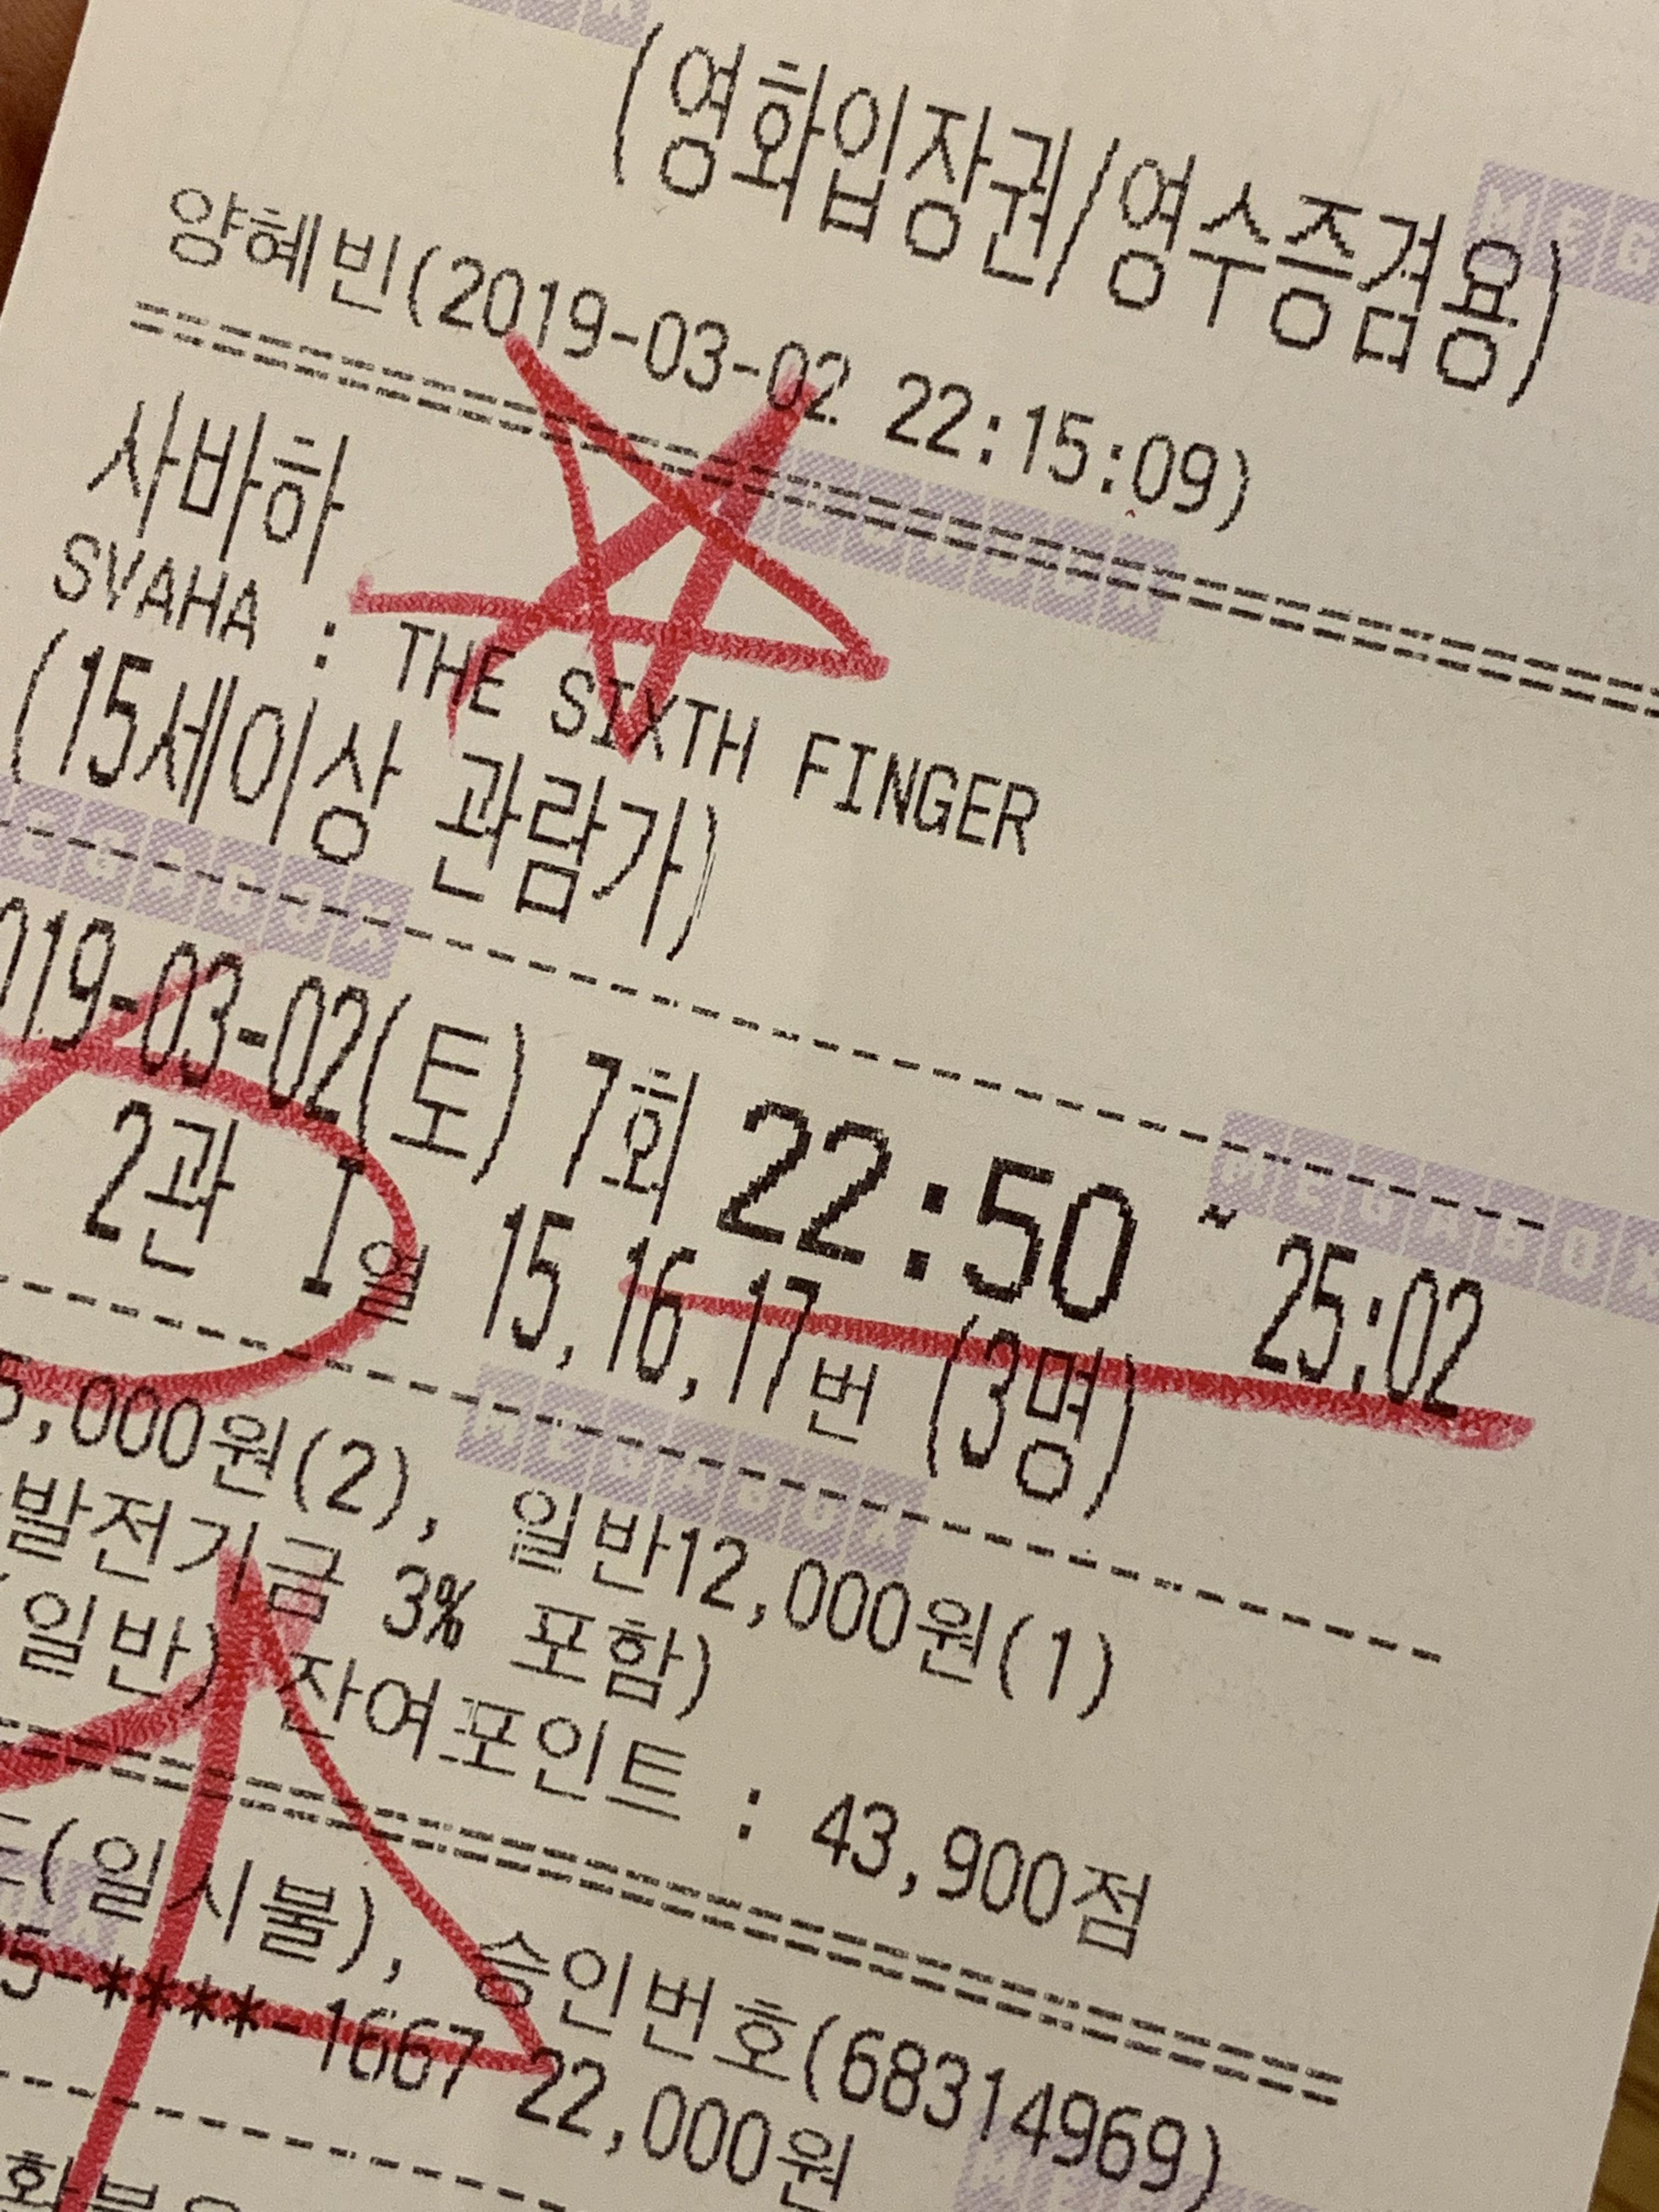 (영화입장권/영수증겸용)
양혜빈(2019-03-02 22:15:09)
사바하
SVAHA : THE SIXTH FINGER
(15세이상 관람가)
019-03-02(토) 7회 22:50 ~ 25:02
2관 I열 15,16,17번 (3명)
5,000원(2), 일반12,000원(1)
발전기금 3% 포함)
(일반) 잔여포인트 : 43,900점
드(일시불), 승인번호(68314969)
5-****-1667 22,000원
MEGABOX